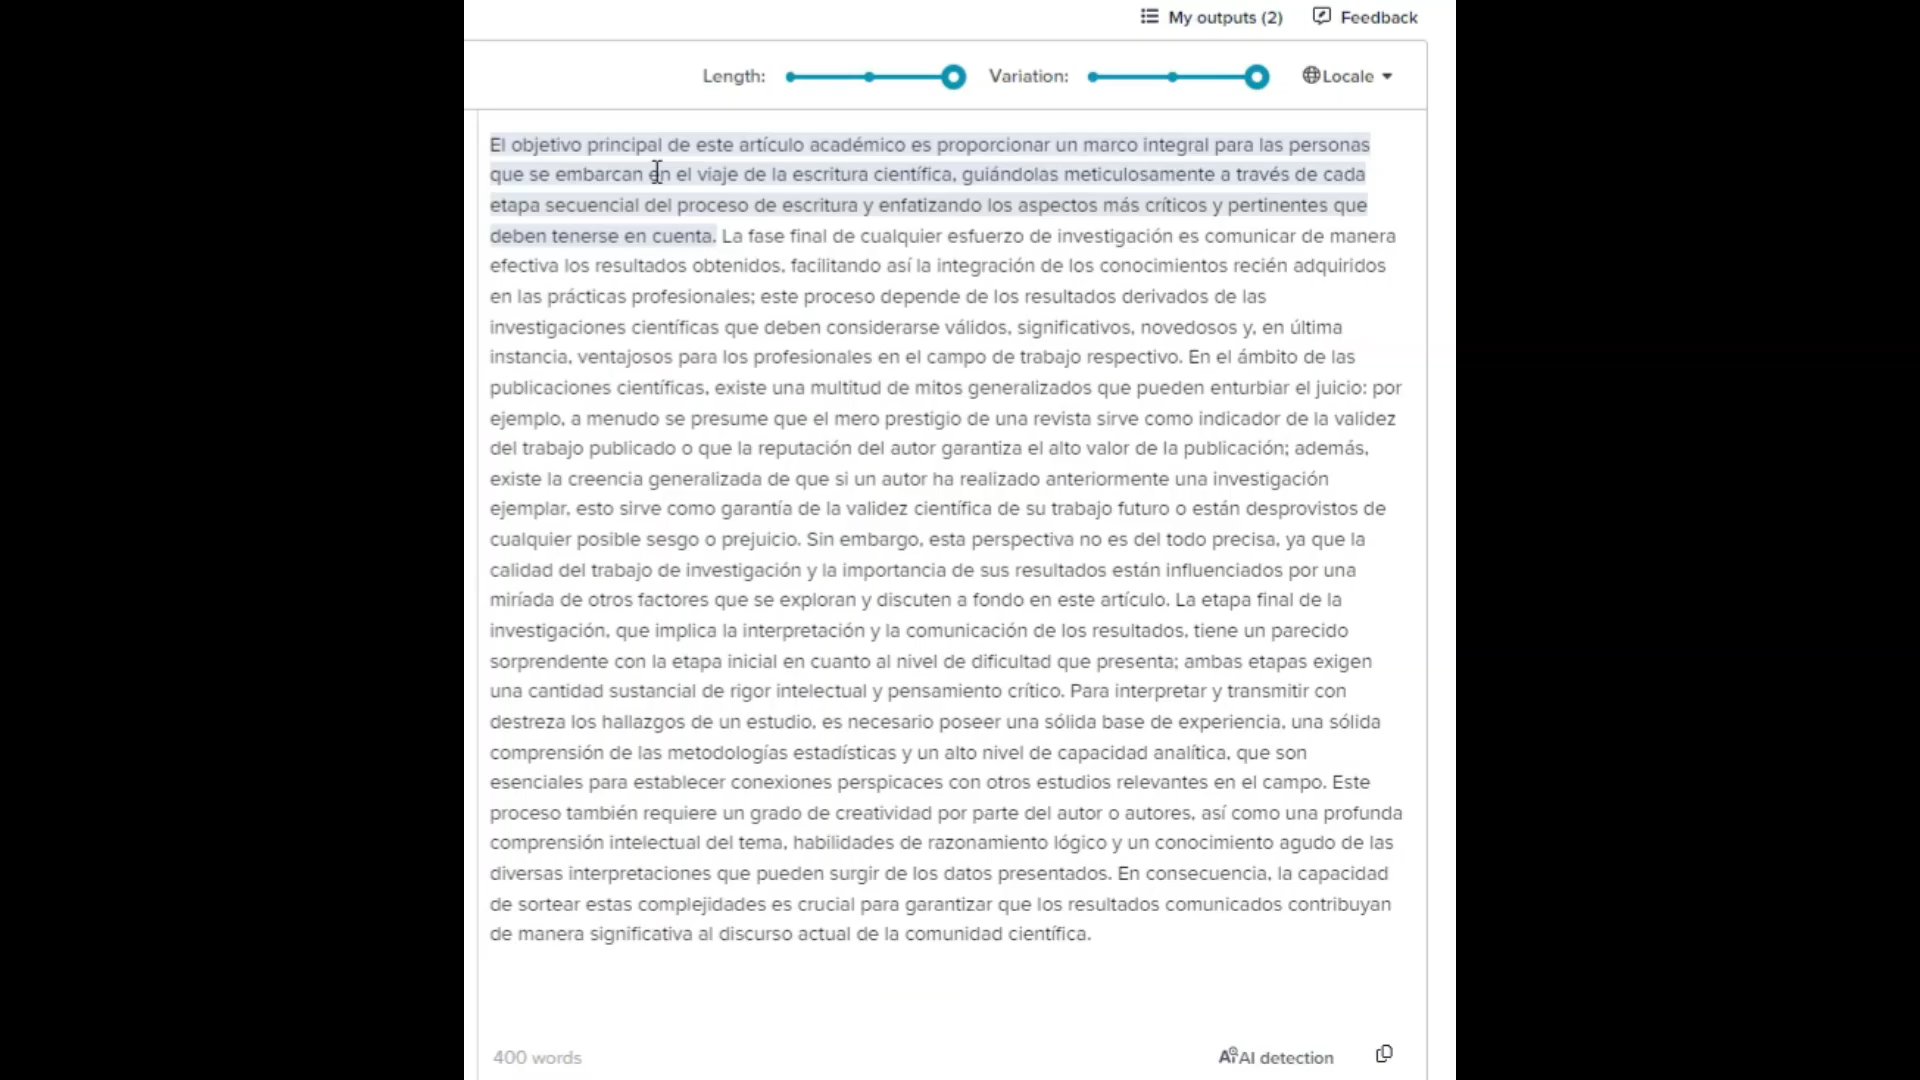 My outputs (2) Feedback
Length: Variation: Locale
El objetivo principal de este artículo académico es proporcionar un marco integral para las personas
que se embarcan en el viaje de la escritura científica, guiándolas meticulosamente a través de cada
etapa secuencial del proceso de escritura y enfatizando los aspectos más críticos y pertinentes que
deben tenerse en cuenta. La fase final de cualquier esfuerzo de investigación es comunicar de manera
efectiva los resultados obtenidos, facilitando así la integración de los conocimientos recién adquiridos
en las prácticas profesionales; este proceso depende de los resultados derivados de las
investigaciones científicas que deben considerarse válidos, significativos, novedosos y, en última
instancia, ventajosos para los profesionales en el campo de trabajo respectivo. En el ámbito de las
publicaciones científicas, existe una multitud de mitos generalizados que pueden enturbiar el juicio: por
ejemplo, a menudo se presume que el mero prestigio de una revista sirve como indicador de la validez
del trabajo publicado o que la reputación del autor garantiza el alto valor de la publicación; además,
existe la creencia generalizada de que si un autor ha realizado anteriormente una investigación
ejemplar, esto sirve como garantía de la validez científica de su trabajo futuro o están desprovistos de
cualquier posible sesgo o prejuicio. Sin embargo, esta perspectiva no es del todo precisa, ya que la
calidad del trabajo de investigación y la importancia de sus resultados están influenciados por una
miríada de otros factores que se exploran y discuten a fondo en este artículo. La etapa final de la
investigación, que implica la interpretación y la comunicación de los resultados, tiene un parecido
sorprendente con la etapa inicial en cuanto al nivel de dificultad que presenta; ambas etapas exigen
una cantidad sustancial de rigor intelectual y pensamiento crítico. Para interpretar y transmitir con
destreza los hallazgos de un estudio, es necesario poseer una sólida base de experiencia, una sólida
comprensión de las metodologías estadísticas y un alto nivel de capacidad analítica, que son
esenciales para establecer conexiones perspicaces con otros estudios relevantes en el campo. Este
proceso también requiere un grado de creatividad por parte del autor o autores, así como una profunda
comprensión intelectual del tema, habilidades de razonamiento lógico y un conocimiento agudo de las
diversas interpretaciones que pueden surgir de los datos presentados. En consecuencia, la capacidad
de sortear estas complejidades es crucial para garantizar que los resultados comunicados contribuyan
de manera significativa al discurso actual de la comunidad científica.
400 words AI detection